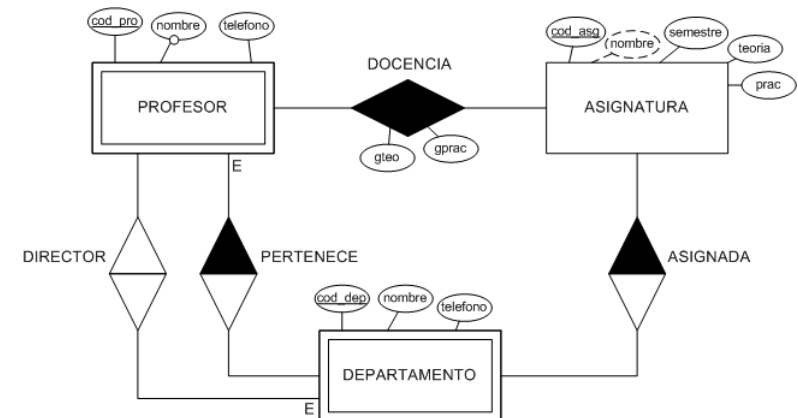 cod_pro
nombre
telefono
DOCENCIA
cod_asg
nombre
semestre
teoria
prac
PROFESOR
ASIGNATURA
gteo
gprac
E
DIRECTOR
PERTENECE
ASIGNADA
cod_dep
nombre
telefono
DEPARTAMENTO
E